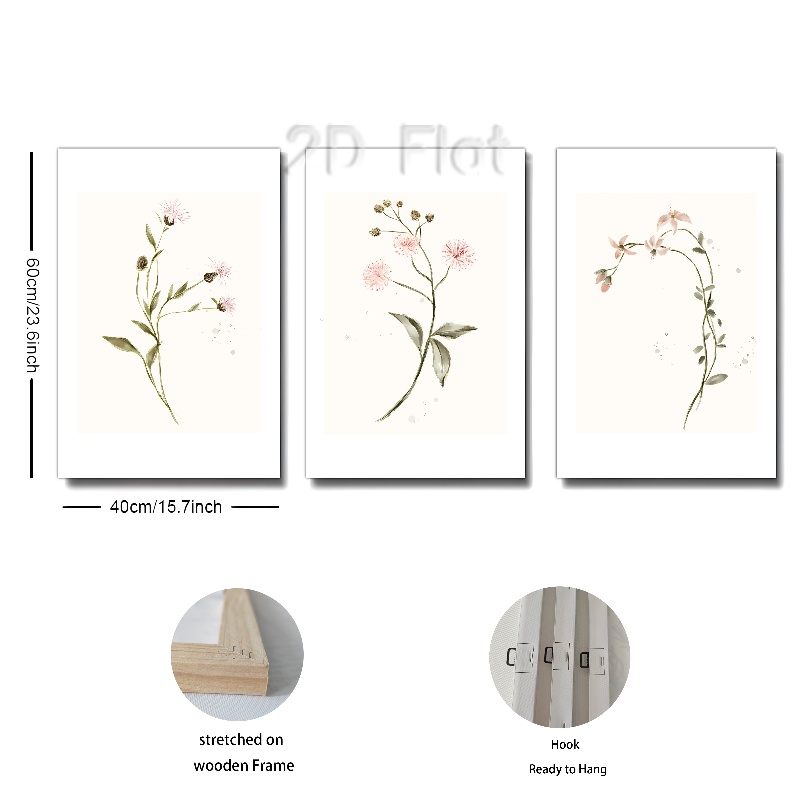 2D Flat
60cm/23.6inch
40cm/15.7inch
stretched on
wooden Frame
Hook
Ready to Hang